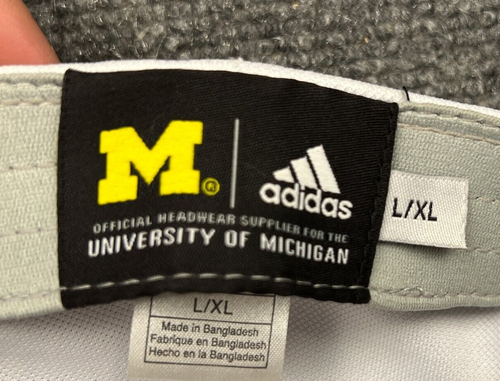 M ®
adidas
OFFICIAL HEADWEAR SUPPLIER FOR THE
UNIVERSITY OF MICHIGAN
L/XL
L/XL
Made in Bangladesh
Fabriqué en Bangladesh
Hecho en la Bangladesh